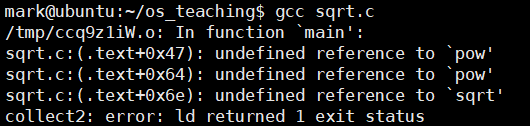 mark@ubuntu:~/os_teaching$ gcc sqrt.c
/tmp/ccq9z1iW.o: In function `main':
sqrt.c:(.text+0x47): undefined reference to `pow'
sqrt.c:(.text+0x64): undefined reference to `pow'
sqrt.c:(.text+0x6e): undefined reference to `sqrt'
collect2: error: ld returned 1 exit status